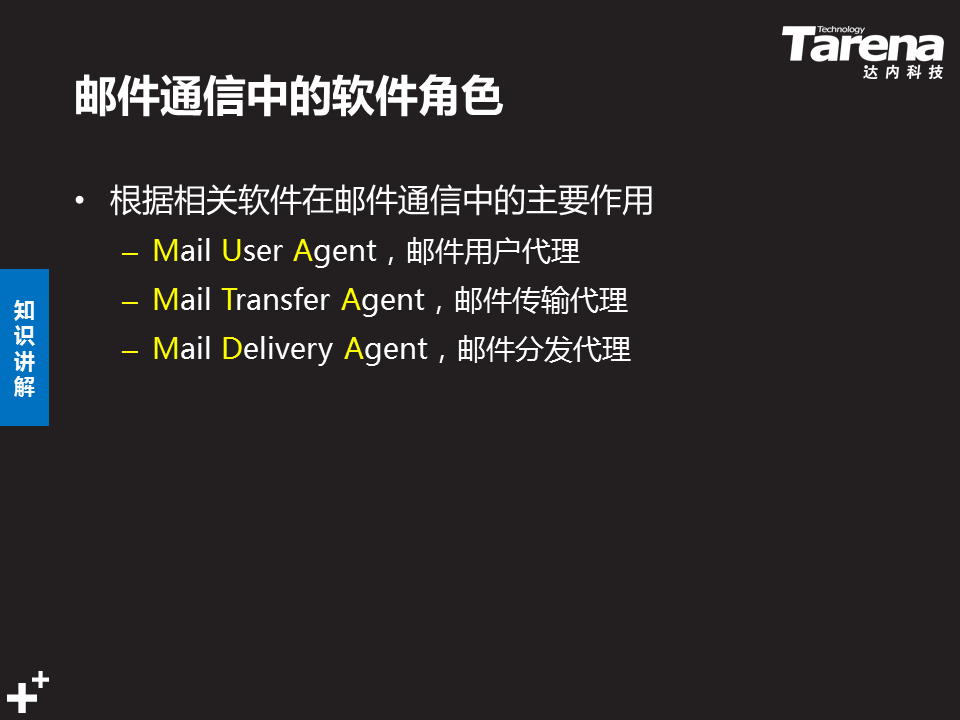 Technology
Tarena
达内科技
邮件通信中的软件角色
• 根据相关软件在邮件通信中的主要作用
– Mail User Agent，邮件用户代理
– Mail Transfer Agent，邮件传输代理
– Mail Delivery Agent，邮件分发代理
知识讲解